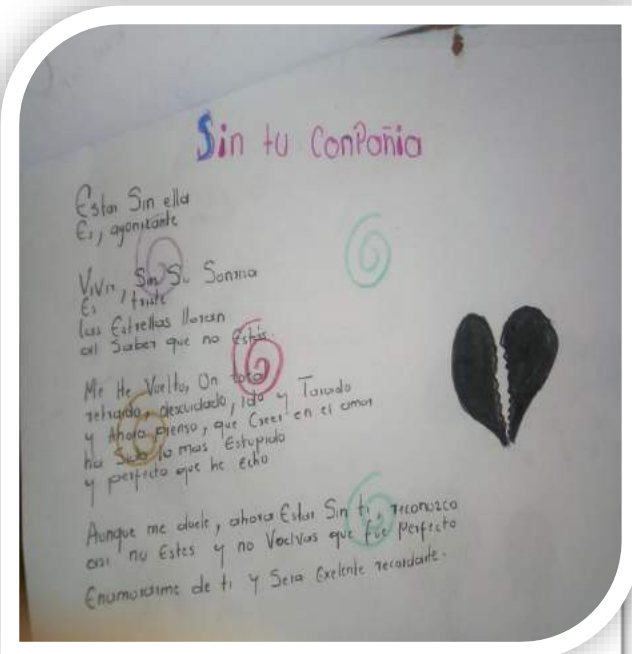 Sin tu Conpañia
Estar Sin ella
Es, agonizante
Vivir, Sin Su Sonrisa
Es, triste
las Estrellas lloran
al Saber que no Estás.
Me He Vuelto, Un
retraido, descuidado, Ido y Tarado
y Ahora pienso, que Creer en el amor
ha Sido lo mas Estupido
y perfecto que he Echo
Aunque me duele, ahora Estar Sin ti, reconozco
asi no Estes y no Vuelvas que fue Perfecto
Enamorarme de ti y Sera Exelente recordarte.